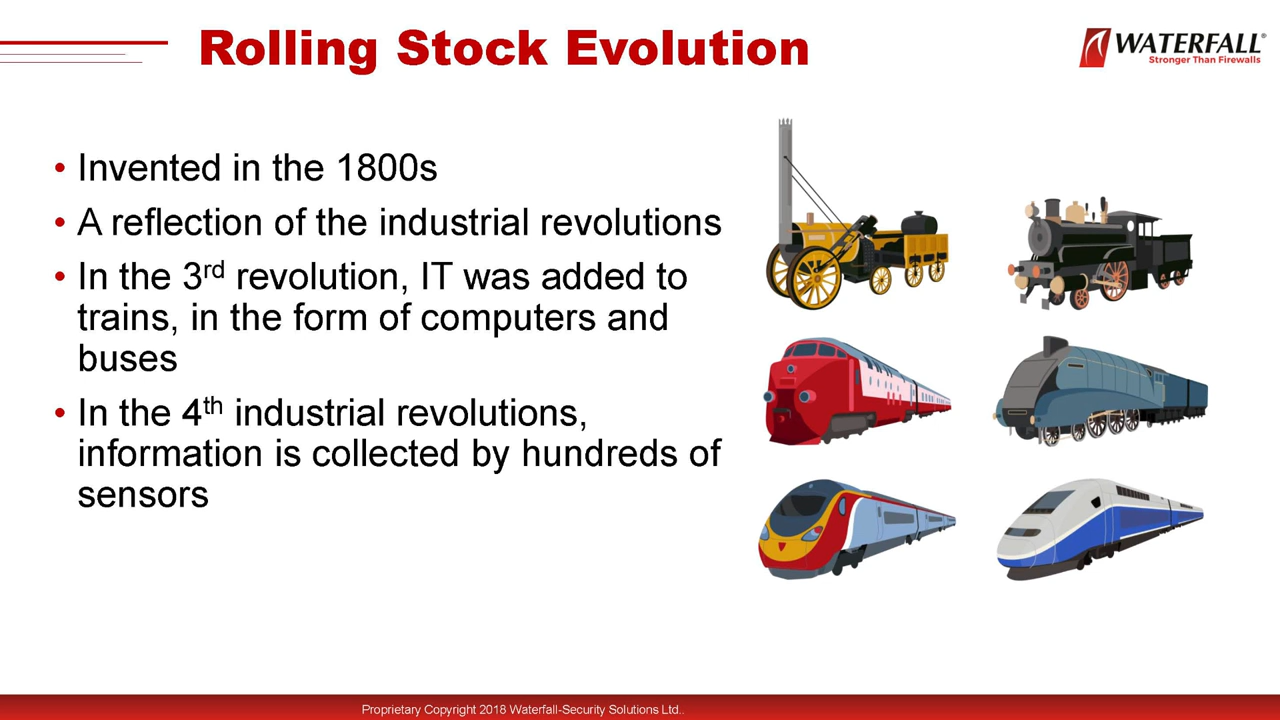 Rolling Stock Evolution
WATERFALL®
Stronger Than Firewalls
• Invented in the 1800s
• A reflection of the industrial revolutions
• In the 3rd revolution, IT was added to
trains, in the form of computers and
buses
• In the 4th industrial revolutions,
information is collected by hundreds of
sensors
Proprietary Copyright 2018 Waterfall-Security Solutions Ltd..